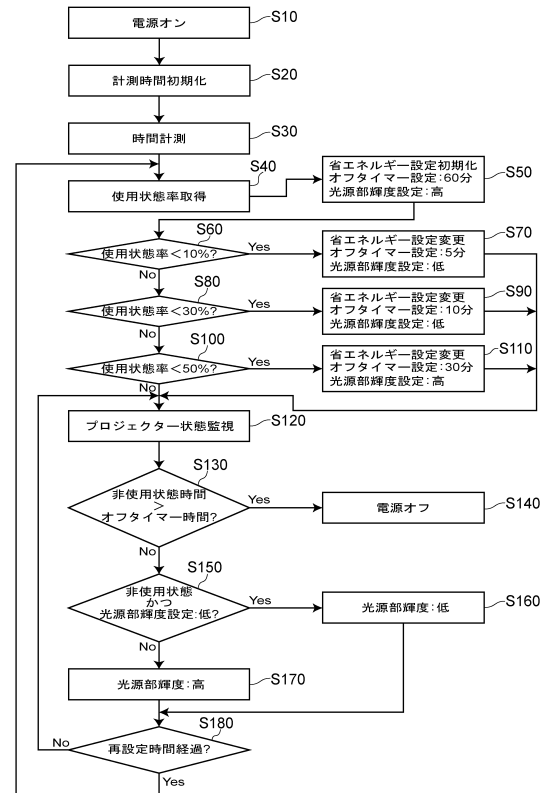 電源オン
S10
計測時間初期化
S20
時間計測
S30
使用状態率取得
S40
省エネルギー設定初期化
オフタイマー設定:60分
光源部輝度設定:高
S50
使用状態率<10%?
S60
Yes
No
省エネルギー設定変更
オフタイマー設定:5分
光源部輝度設定:低
S70
使用状態率<30%?
S80
Yes
No
省エネルギー設定変更
オフタイマー設定:10分
光源部輝度設定:低
S90
使用状態率<50%?
S100
Yes
No
省エネルギー設定変更
オフタイマー設定:30分
光源部輝度設定:高
S110
プロジェクター状態監視
S120
非使用状態時間
>
オフタイマー時間?
S130
Yes
No
電源オフ
S140
非使用状態
かつ
光源部輝度設定:低?
S150
Yes
No
光源部輝度:低
S160
光源部輝度:高
S170
再設定時間経過?
S180
No
Yes